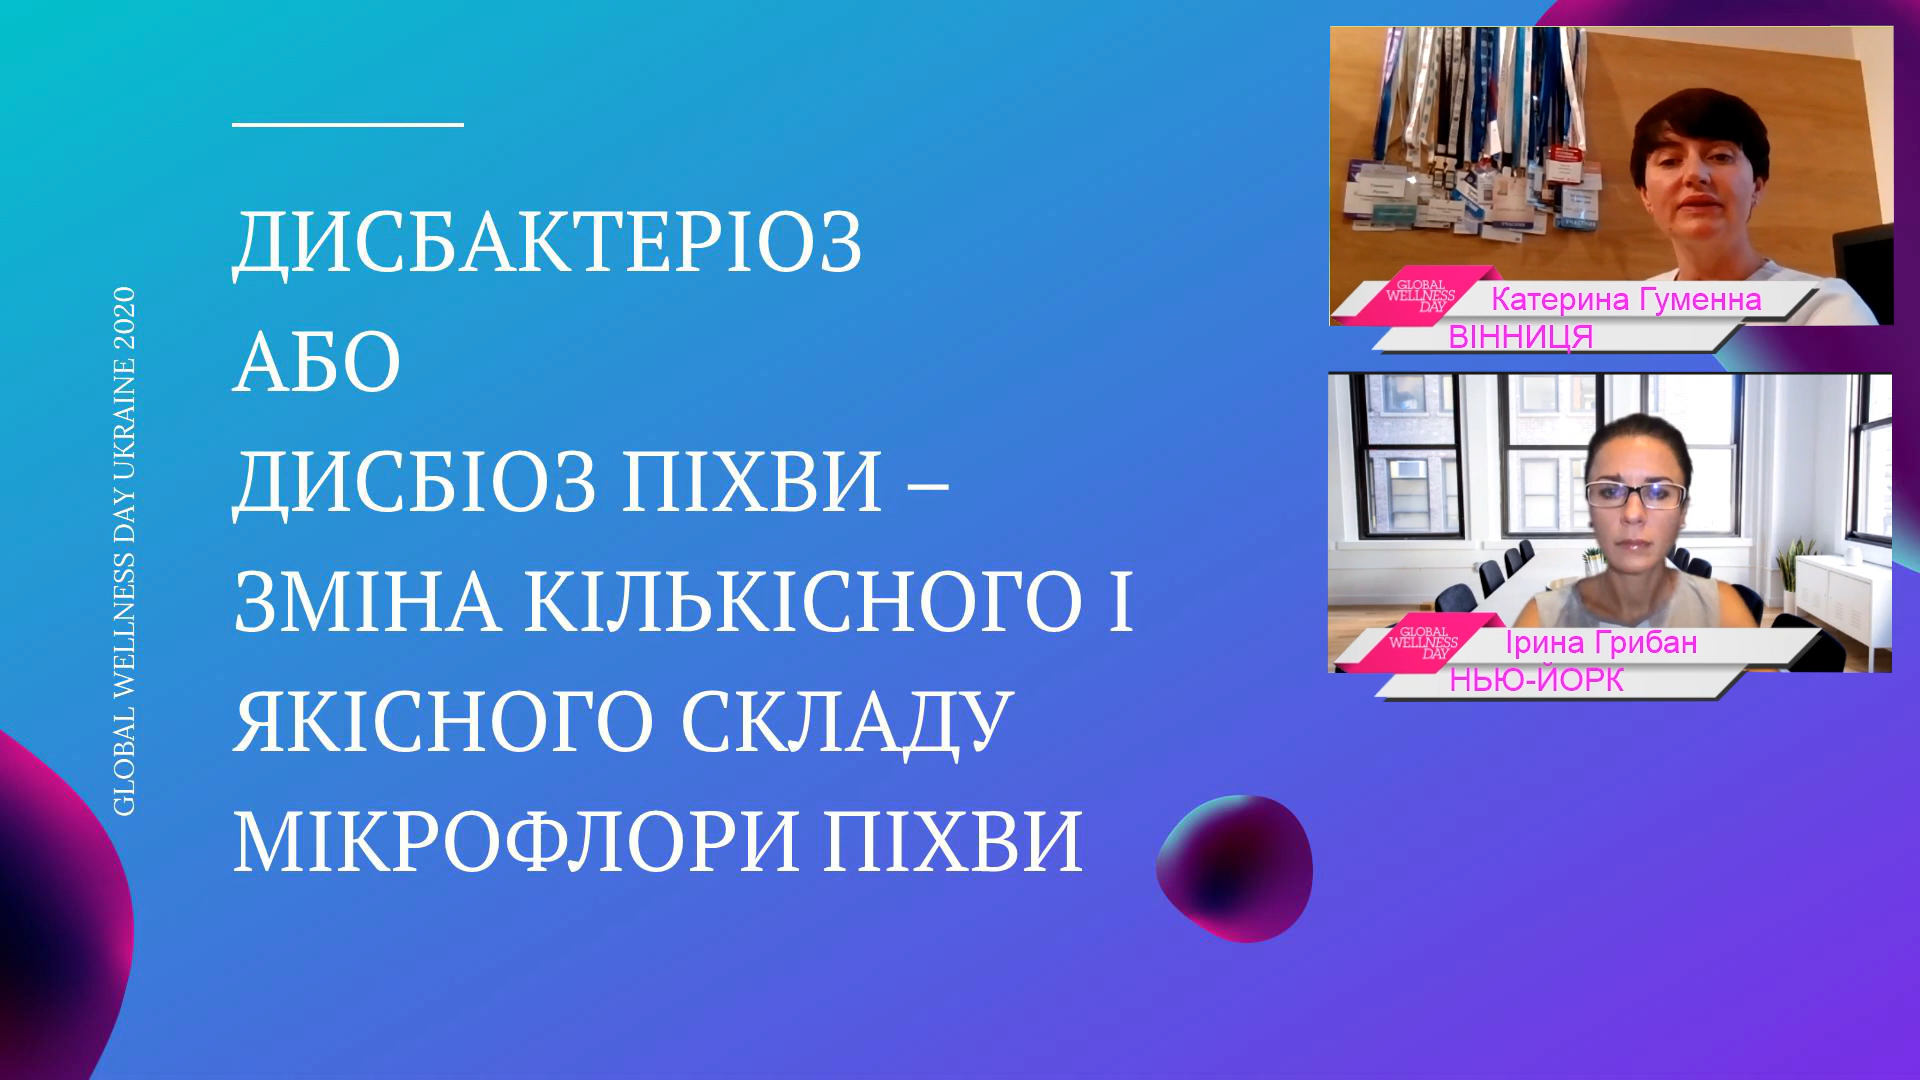 GLOBAL WELLNESS DAY UKRAINE 2020
ДИСБАКТЕРІОЗ
АБО
ДИСБІОЗ ПІХВИ –
ЗМІНА КІЛЬКІСНОГО І
ЯКІСНОГО СКЛАДУ
МІКРОФЛОРИ ПІХВИ
GLOBAL
WELLNESS
DAY
Катерина Гуменна
ВІННИЦЯ
GLOBAL
WELLNESS
DAY
Ірина Грибан
НЬЮ-ЙОРК